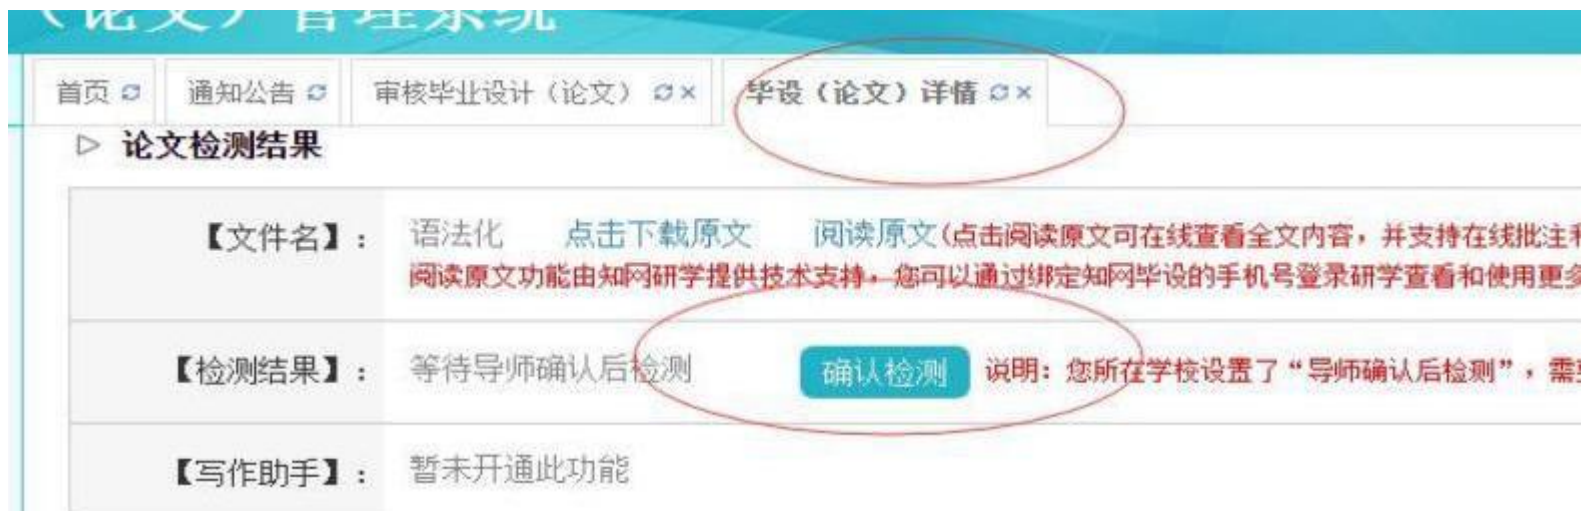 （论文）管理系统
首页 通知公告 审核毕业设计（论文） 毕设（论文）详情
论文检测结果
【文件名】： 语法化 点击下载原文 阅读原文(点击阅读原文可在线查看全文内容，并支持在线批注和
阅读原文功能由知网研学提供技术支持，您可以通过绑定知网毕设的手机号登录研学查看和使用更多
【检测结果】： 等待导师确认后检测 确认检测 说明：您所在学校设置了“导师确认后检测”，需要
【写作助手】： 暂未开通此功能